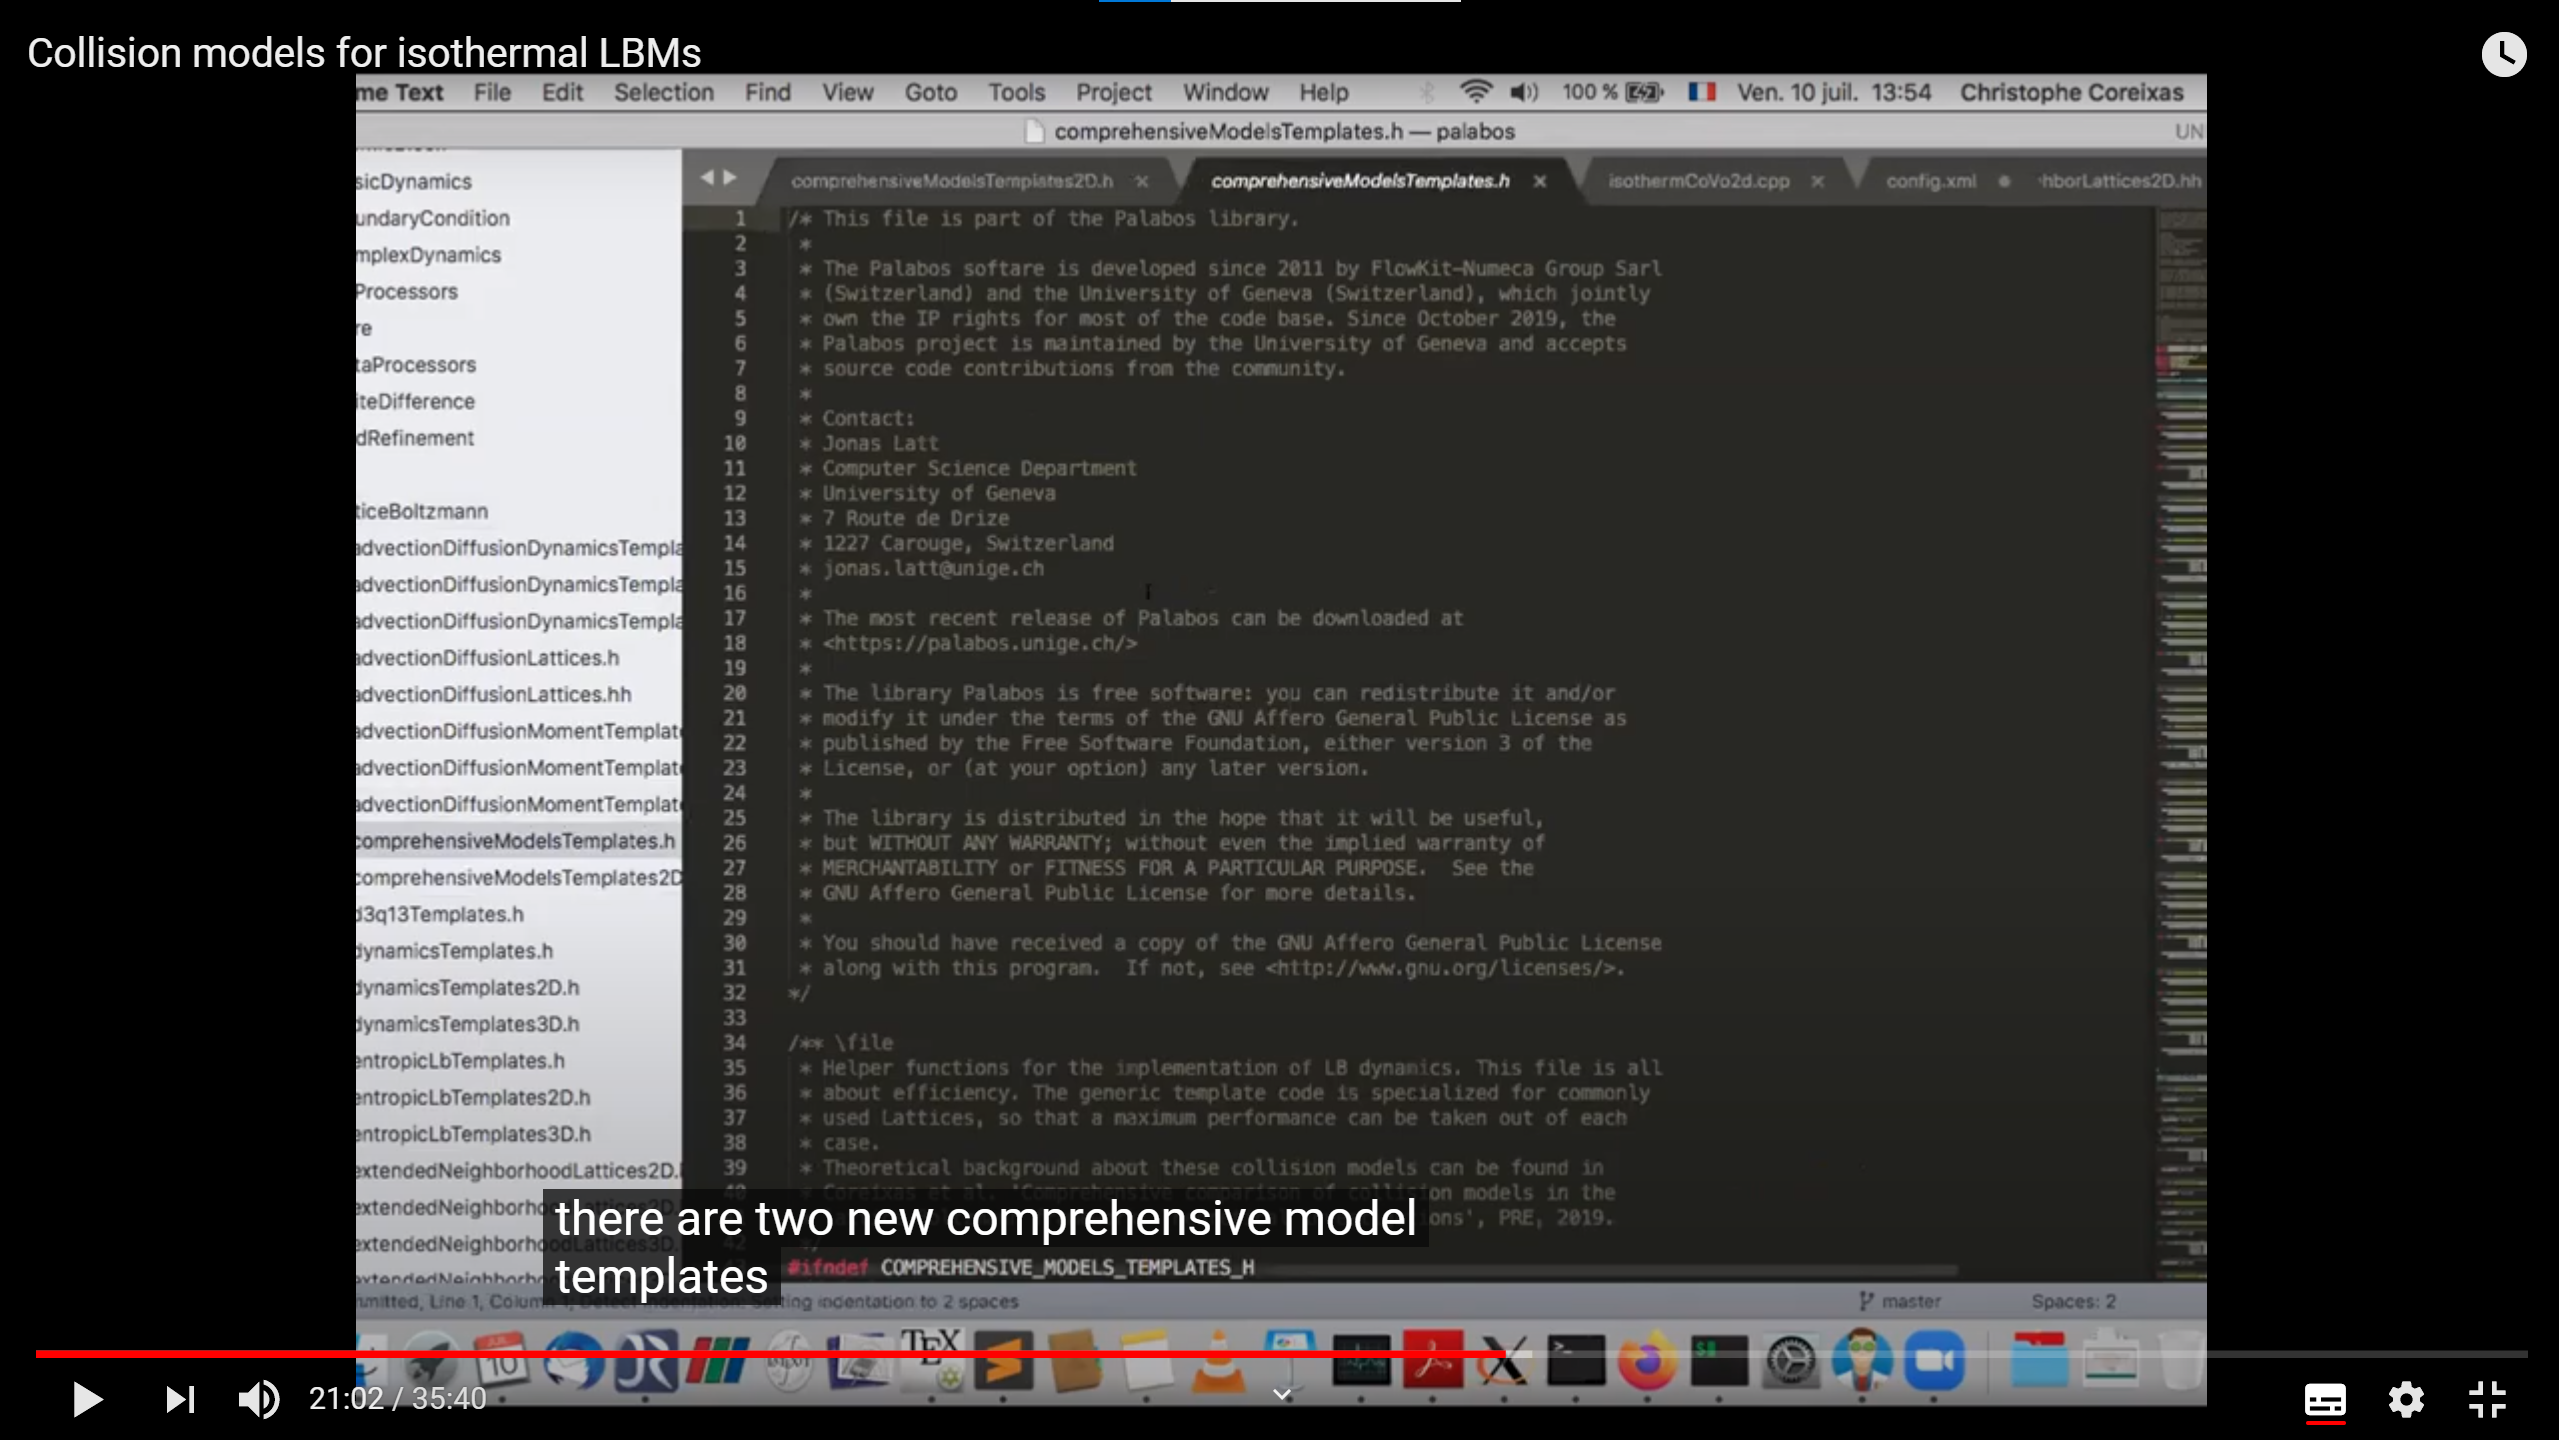 Collision models for isothermal LBMs
me Text File Edit Selection Find View Goto Tools Project Window Help 100 % Ven. 10 juil. 13:54 Christophe Coreixas
comprehensiveModelsTemplates.h — palabos UN
sicDynamics
undaryCondition
mplexDynamics
Processors
re
taProcessors
iteDifference
dRefinement
ticeBoltzmann
advectionDiffusionDynamicsTempla
advectionDiffusionDynamicsTempla
advectionDiffusionDynamicsTempla
advectionDiffusionLattices.h
advectionDiffusionLattices.hh
advectionDiffusionMomentTemplat
advectionDiffusionMomentTemplat
advectionDiffusionMomentTemplat
comprehensiveModelsTemplates.h
comprehensiveModelsTemplates2D
d3q13Templates.h
dynamicsTemplates.h
dynamicsTemplates2D.h
dynamicsTemplates3D.h
entropicLbTemplates.h
entropicLbTemplates2D.h
entropicLbTemplates3D.h
extendedNeighborhoodLattices2D.
comprehensiveModelsTemplates2D.h comprehensiveModelsTemplates.h isothermCoVo2d.cpp config.xml hborLattices2D.hh
1 /* This file is part of the Palabos library.
2 *
3 * The Palabos softare is developed since 2011 by FlowKit-Numeca Group Sarl
4 * (Switzerland) and the University of Geneva (Switzerland), which jointly
5 * own the IP rights for most of the code base. Since October 2019, the
6 * Palabos project is maintained by the University of Geneva and accepts
7 * source code contributions from the community.
8 *
9 * Contact:
10 * Jonas Latt
11 * Computer Science Department
12 * University of Geneva
13 * 7 Route de Drize
14 * 1227 Carouge, Switzerland
15 * jonas.latt@unige.ch
16 *
17 * The most recent release of Palabos can be downloaded at
18 * <https://palabos.unige.ch/>
19 *
20 * The library Palabos is free software: you can redistribute it and/or
21 * modify it under the terms of the GNU Affero General Public License as
22 * published by the Free Software Foundation, either version 3 of the
23 * License, or (at your option) any later version.
24 *
25 * The library is distributed in the hope that it will be useful,
26 * but WITHOUT ANY WARRANTY; without even the implied warranty of
27 * MERCHANTABILITY or FITNESS FOR A PARTICULAR PURPOSE. See the
28 * GNU Affero General Public License for more details.
29 *
30 * You should have received a copy of the GNU Affero General Public License
31 * along with this program. If not, see <http://www.gnu.org/licenses/>.
32 */
33
34 /** \file
35 * Helper functions for the implementation of LB dynamics. This file is all
36 * about efficiency. The generic template code is specialized for commonly
37 * used Lattices, so that a maximum performance can be taken out of each
38 * case.
39 * Theoretical background about these collision models can be found in
40 * Coreixas et al. 'Comprehensive comparison of collision models in the
ons', PRE, 2019.
42
#ifndef COMPREHENSIVE_MODELS_TEMPLATES_H
there are two new comprehensive model
templates
mmitted, Line 1, Column 1, Detect Indentation: Setting indentation to 2 spaces master Spaces: 2
JUIL
10
TEX
21:02 / 35:40